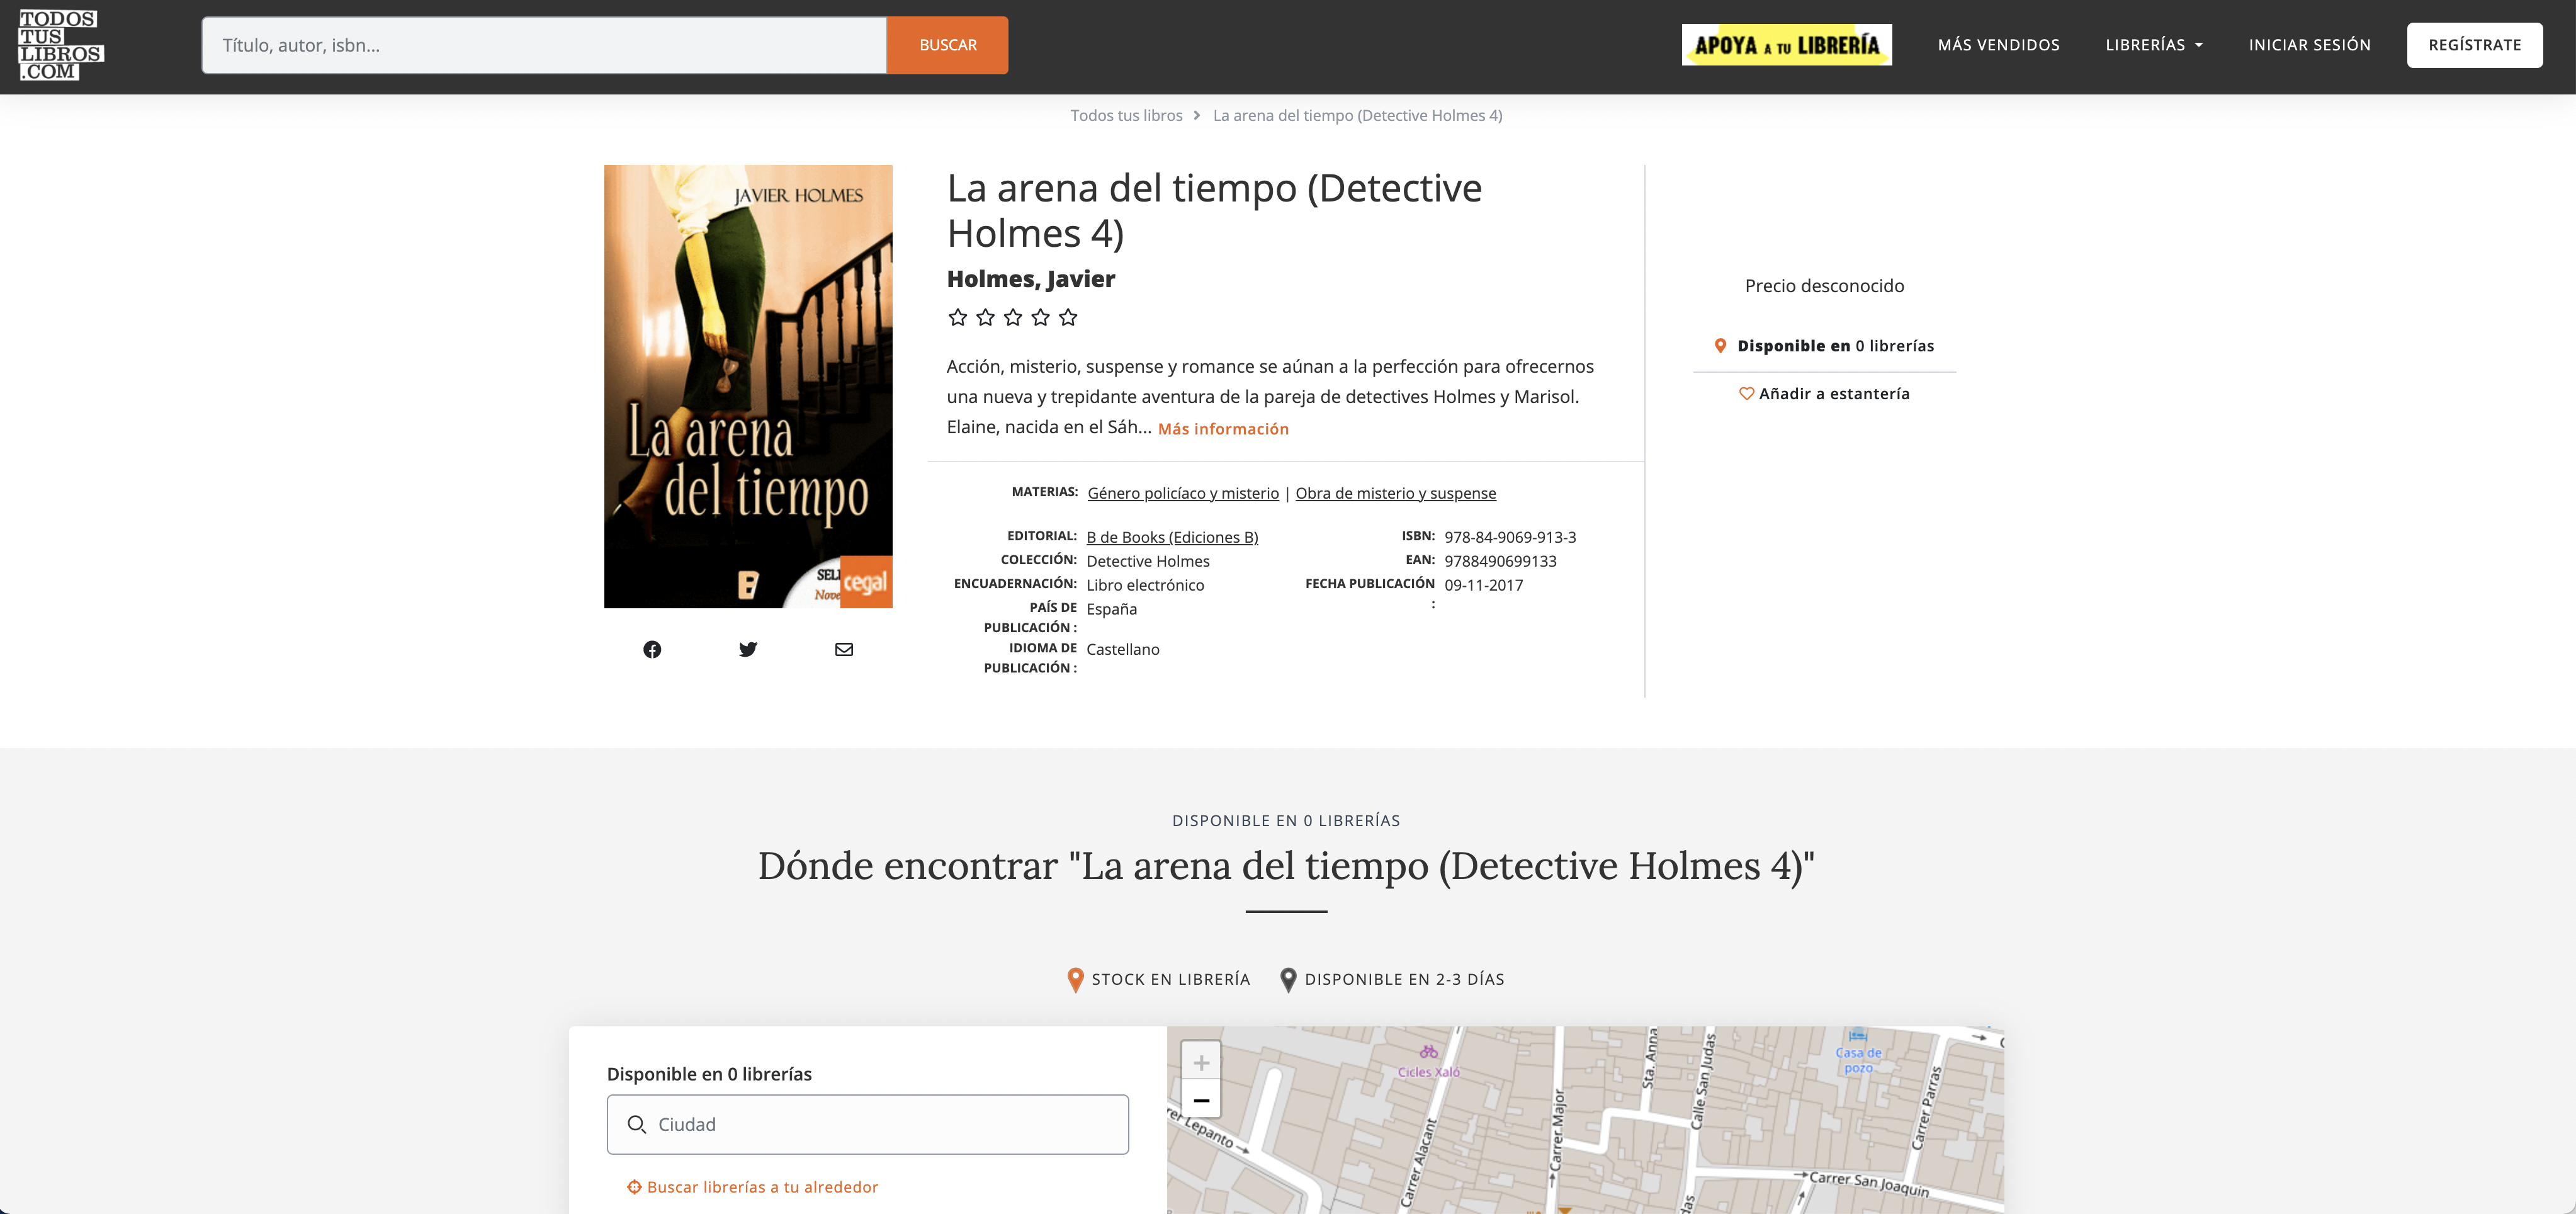 TODOS
TUS
LIBROS
.COM
Título, autor, isbn...
BUSCAR
APOYA A TU LIBRERÍA
MÁS VENDIDOS
LIBRERÍAS
INICIAR SESIÓN
REGÍSTRATE
Todos tus libros > La arena del tiempo (Detective Holmes 4)
JAVIER HOLMES
La arena
del tiempo
cegal
La arena del tiempo (Detective
Holmes 4)
Holmes, Javier
Acción, misterio, suspense y romance se aúnan a la perfección para ofrecernos
una nueva y trepidante aventura de la pareja de detectives Holmes y Marisol.
Elaine, nacida en el Sáh... Más información
MATERIAS: Género policíaco y misterio | Obra de misterio y suspense
EDITORIAL: B de Books (Ediciones B)
COLECCIÓN: Detective Holmes
ENCUADERNACIÓN: Libro electrónico
PAÍS DE PUBLICACIÓN : España
IDIOMA DE PUBLICACIÓN : Castellano
ISBN: 978-84-9069-913-3
EAN: 9788490699133
FECHA PUBLICACIÓN : 09-11-2017
Precio desconocido
Disponible en 0 librerías
Añadir a estantería
DISPONIBLE EN 0 LIBRERÍAS
Dónde encontrar "La arena del tiempo (Detective Holmes 4)"
STOCK EN LIBRERÍA
DISPONIBLE EN 2-3 DÍAS
Disponible en 0 librerías
Ciudad
Buscar librerías a tu alrededor
+
−
Cicles Xaló
Casa de
pozo
Sta. Anna
Calle San Judas
Carrer Major
Carrer Alacant
Carrer Parras
Lepanto
Carrer San Joaquín